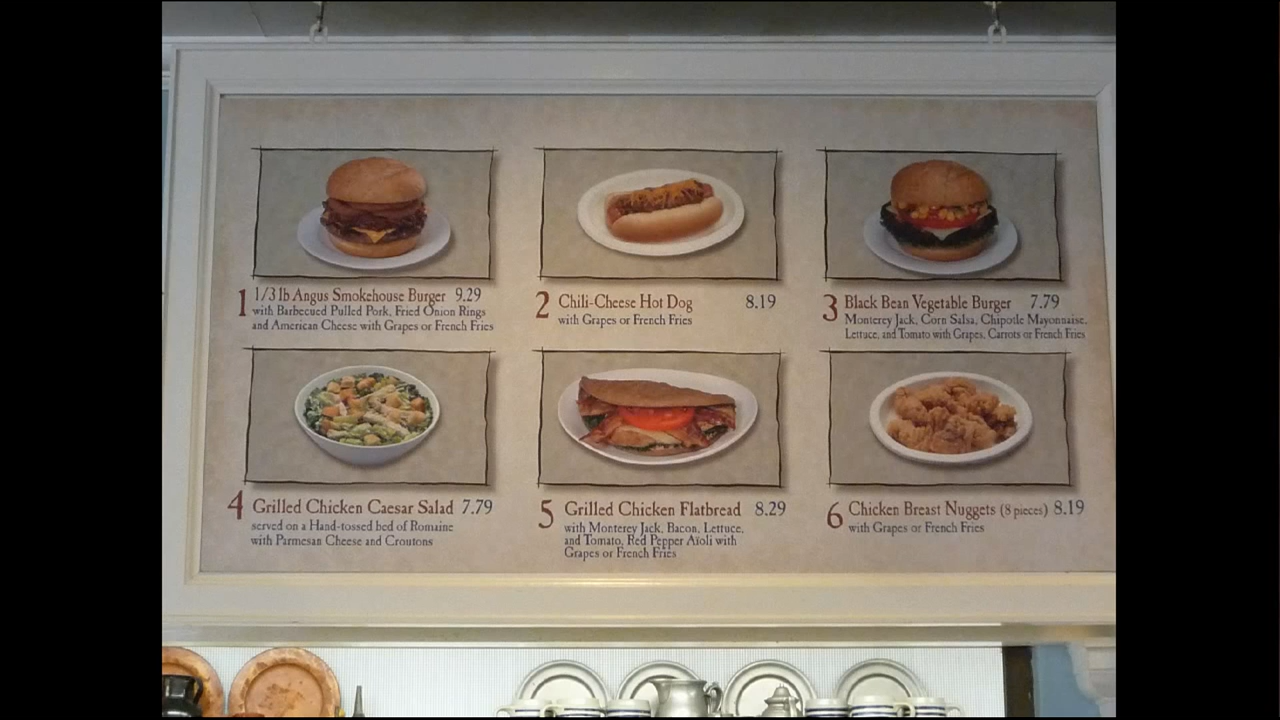 1 1/3 lb Angus Smokehouse Burger 9.29
with Barbecued Pulled Pork, Fried Onion Rings
and American Cheese with Grapes or French Fries
2 Chili-Cheese Hot Dog 8.19
with Grapes or French Fries
3 Black Bean Vegetable Burger 7.79
Monterey Jack, Corn Salsa, Chipotle Mayonnaise,
Lettuce, and Tomato with Grapes, Carrots or French Fries
4 Grilled Chicken Caesar Salad 7.79
served on a Hand-tossed bed of Romaine
with Parmesan Cheese and Croutons
5 Grilled Chicken Flatbread 8.29
with Monterey Jack, Bacon, Lettuce,
and Tomato, Red Pepper Aïoli with
Grapes or French Fries
6 Chicken Breast Nuggets (8 pieces) 8.19
with Grapes or French Fries